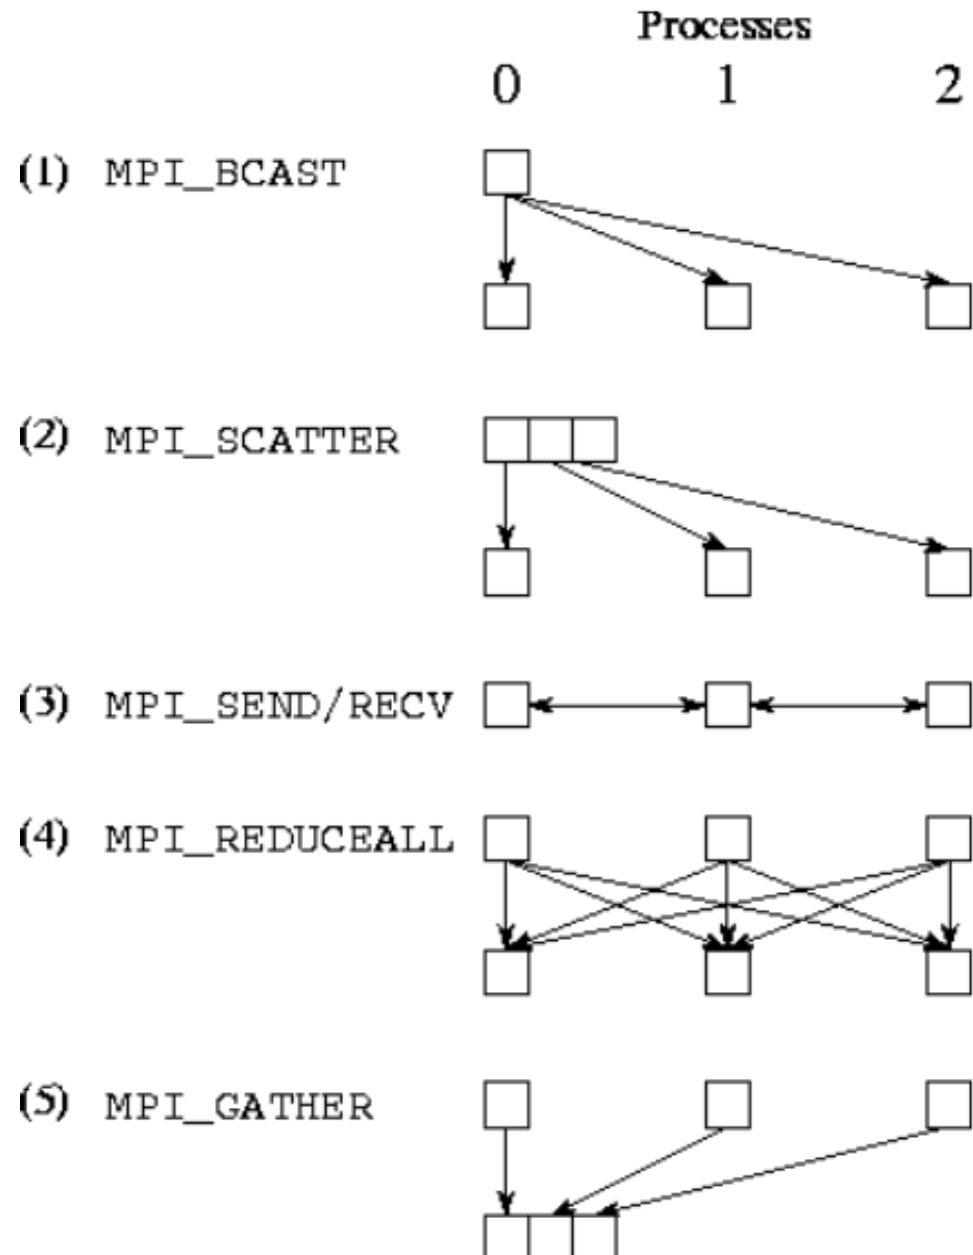 Processes
0 1 2
(1) MPI_BCAST
(2) MPI_SCATTER
(3) MPI_SEND/RECV
(4) MPI_REDUCEALL
(5) MPI_GATHER